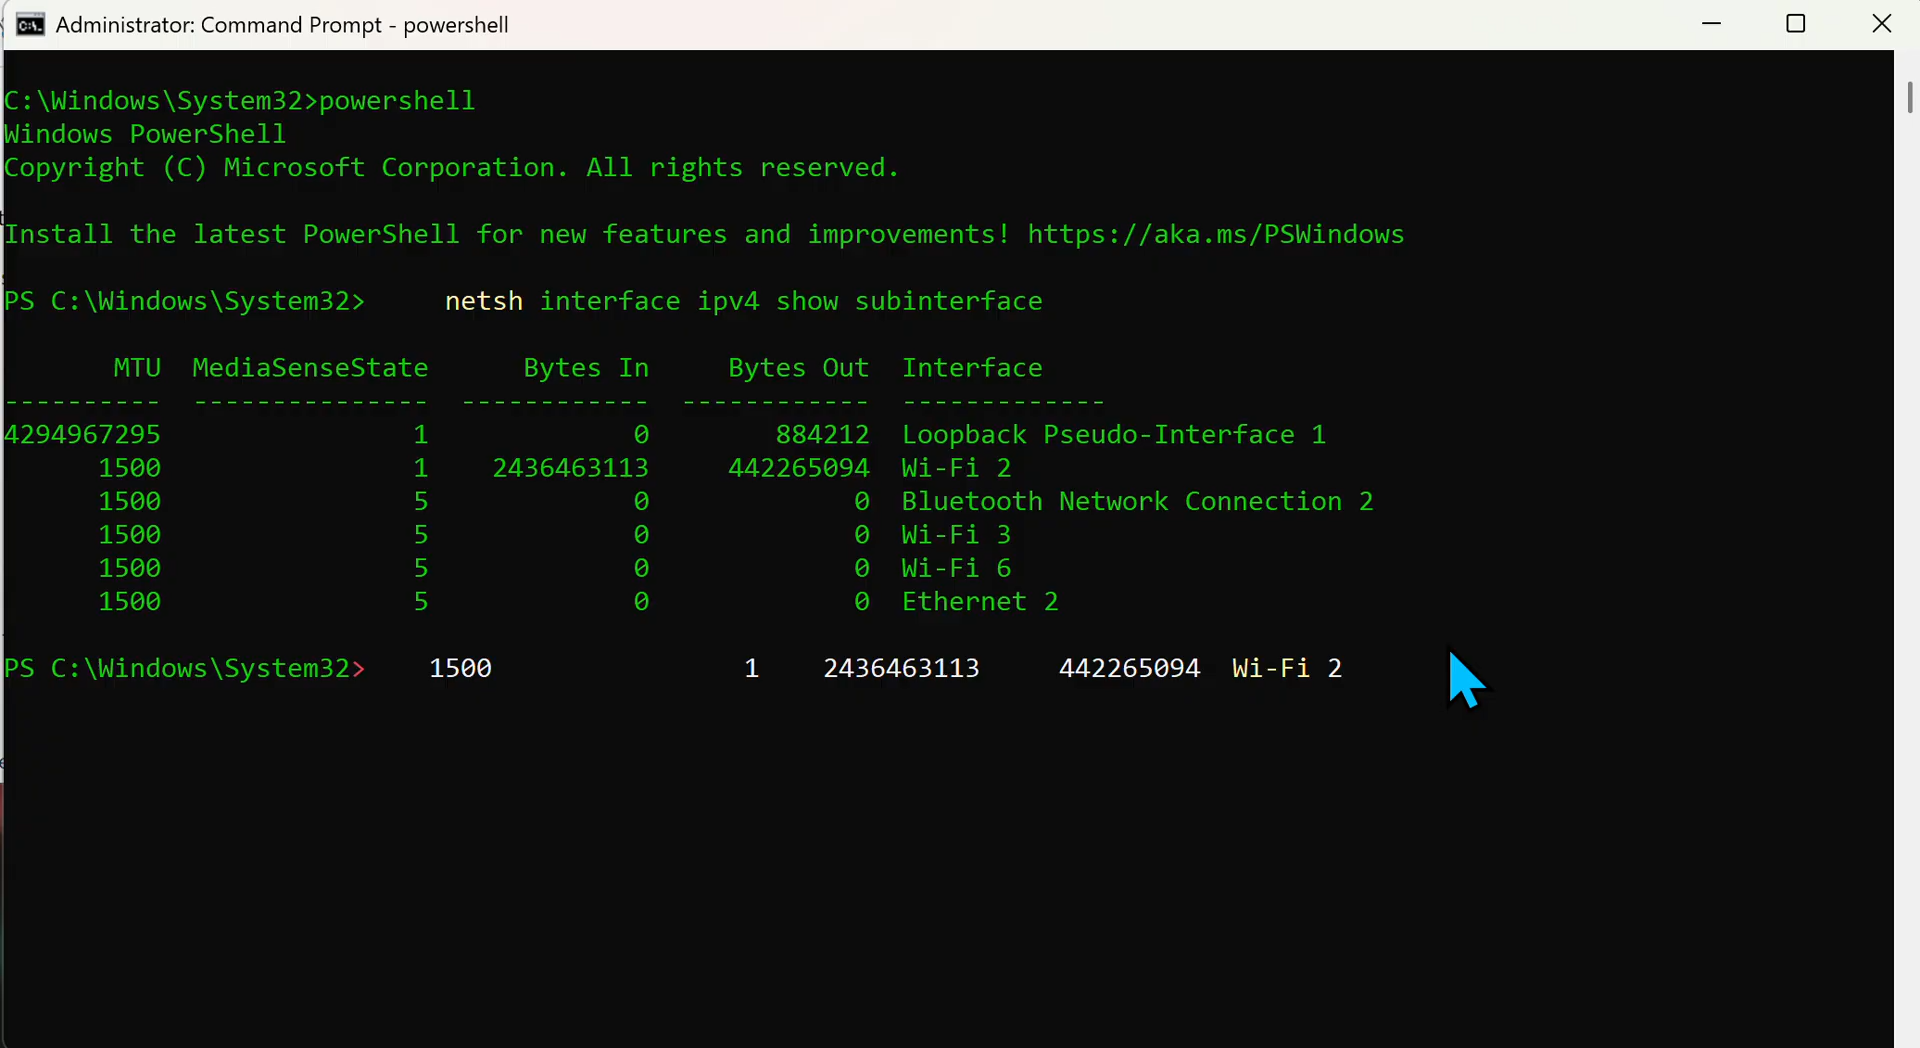 Administrator: Command Prompt - powershell
C:\Windows\System32>powershell
Windows PowerShell
Copyright (C) Microsoft Corporation. All rights reserved.
Install the latest PowerShell for new features and improvements! https://aka.ms/PSWindows
PS C:\Windows\System32>     netsh interface ipv4 show subinterface
       MTU  MediaSenseState      Bytes In     Bytes Out  Interface
----------  ---------------  ------------  ------------  -------------
4294967295                1             0        884212  Loopback Pseudo-Interface 1
      1500                1    2436463113     442265094  Wi-Fi 2
      1500                5             0             0  Bluetooth Network Connection 2
      1500                5             0             0  Wi-Fi 3
      1500                5             0             0  Wi-Fi 6
      1500                5             0             0  Ethernet 2
PS C:\Windows\System32>    1500                1    2436463113     442265094  Wi-Fi 2